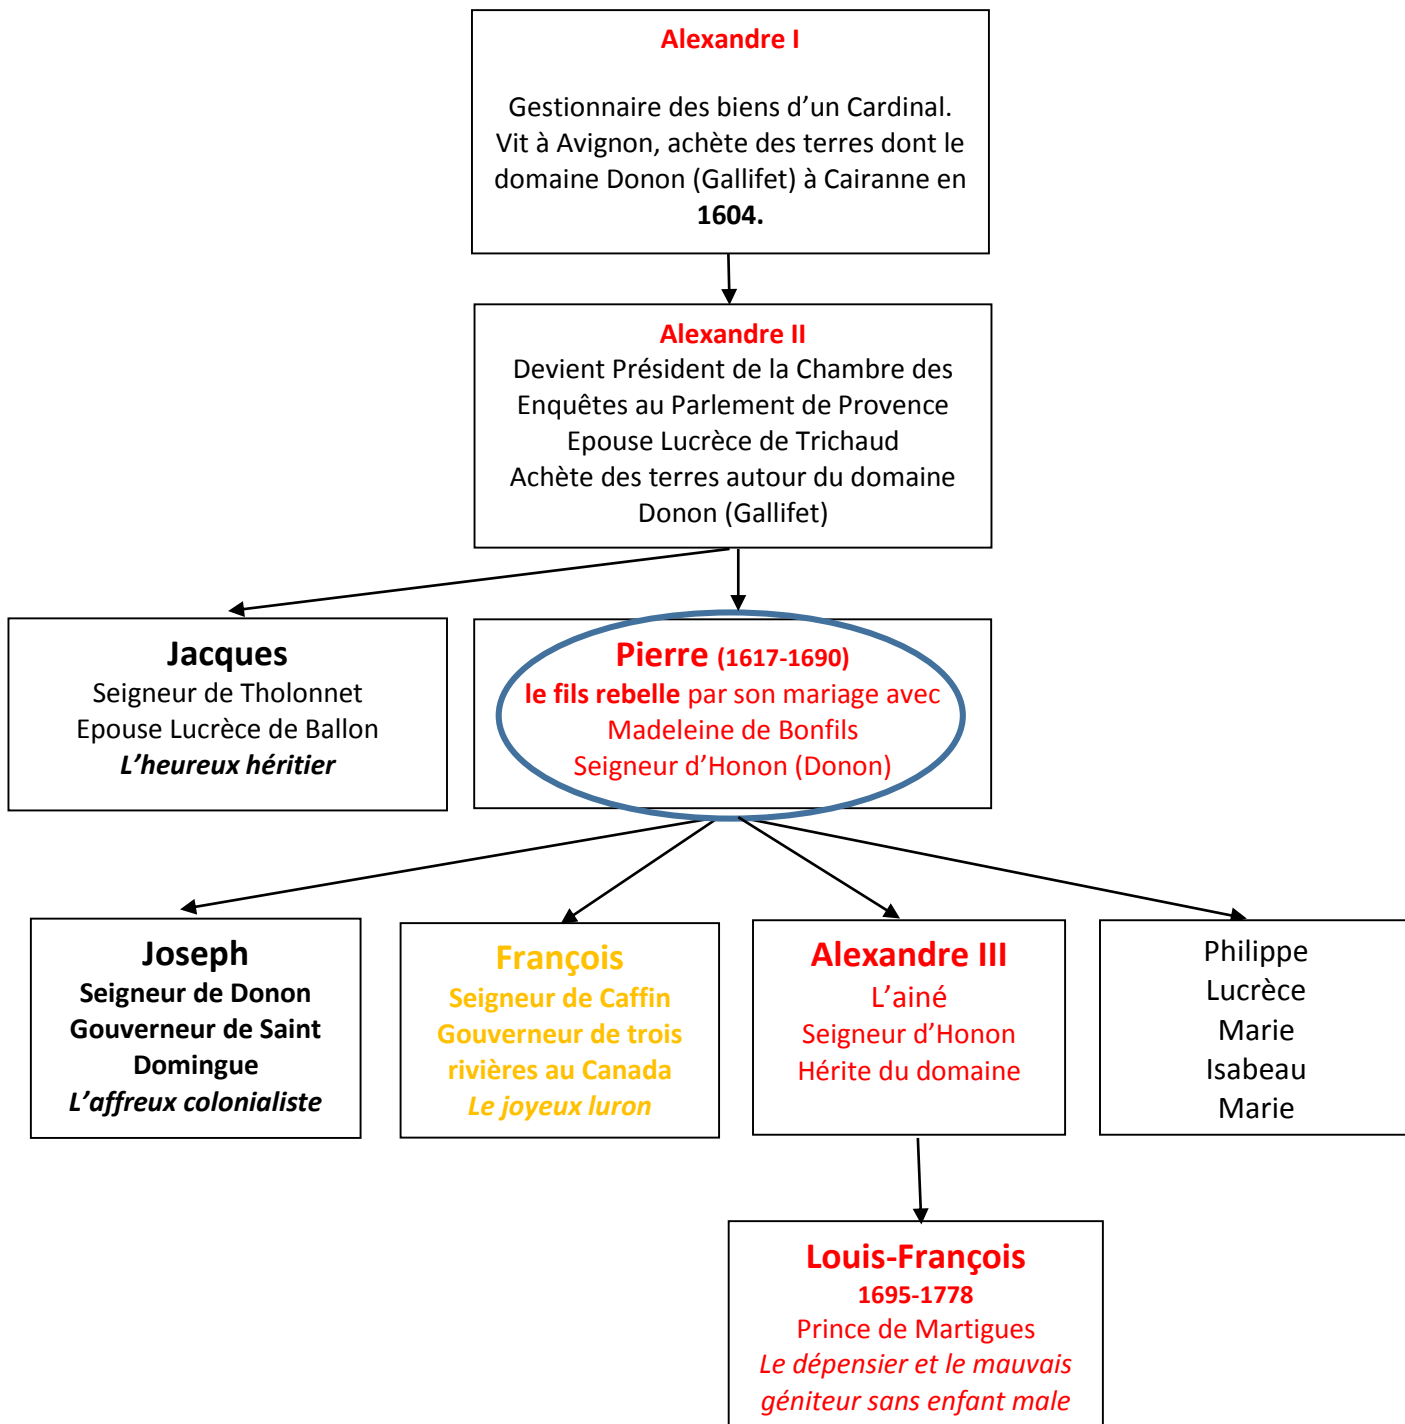 Alexandre I
Gestionnaire des biens d’un Cardinal.
Vit à Avignon, achète des terres dont le
domaine Donon (Gallifet) à Cairanne en
1604.
Alexandre II
Devient Président de la Chambre des
Enquêtes au Parlement de Provence
Epouse Lucrèce de Trichaud
Achète des terres autour du domaine
Donon (Gallifet)
Jacques
Seigneur de Tholonnet
Epouse Lucrèce de Ballon
L’heureux héritier
Pierre (1617-1690)
le fils rebelle par son mariage avec
Madeleine de Bonfils
Seigneur d’Honon (Donon)
Joseph
Seigneur de Donon
Gouverneur de Saint
Domingue
L’affreux colonialiste
François
Seigneur de Caffin
Gouverneur de trois
rivières au Canada
Le joyeux luron
Alexandre III
L’ainé
Seigneur d’Honon
Hérite du domaine
Philippe
Lucrèce
Marie
Isabeau
Marie
Louis-François
1695-1778
Prince de Martigues
Le dépensier et le mauvais
géniteur sans enfant male